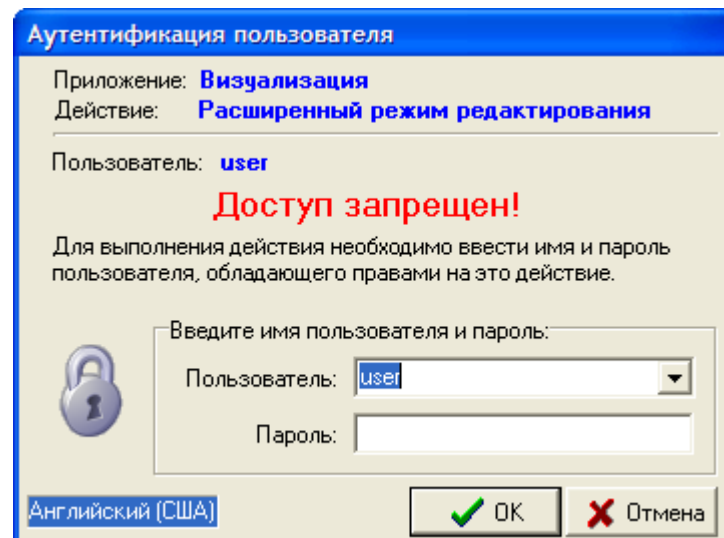 Аутентификация пользователя
Приложение: Визуализация
Действие: Расширенный режим редактирования
Пользователь: user
Доступ запрещен!
Для выполнения действия необходимо ввести имя и пароль
пользователя, обладающего правами на это действие.
Введите имя пользователя и пароль:
Пользователь: user
Пароль:
Английский (США) OK Отмена